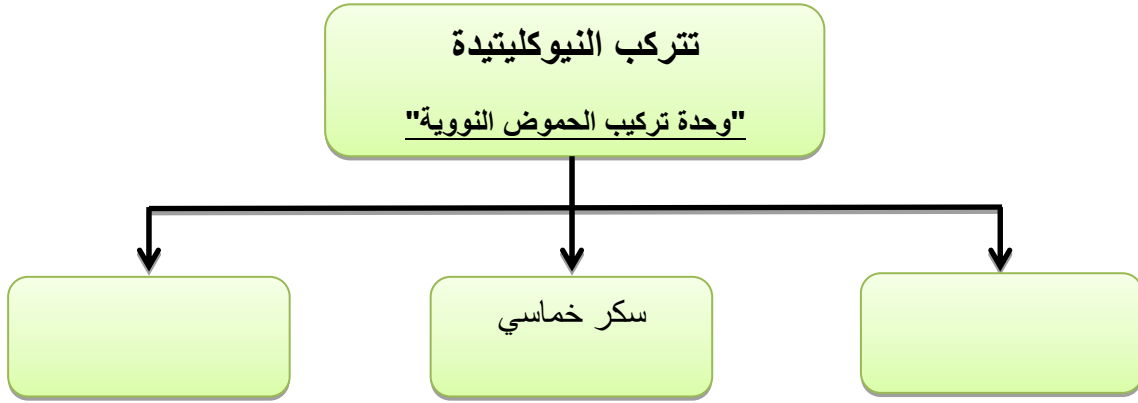 تتركب النيوكليتيدة
"وحدة تركيب الحموض النووية"
سكر خماسي